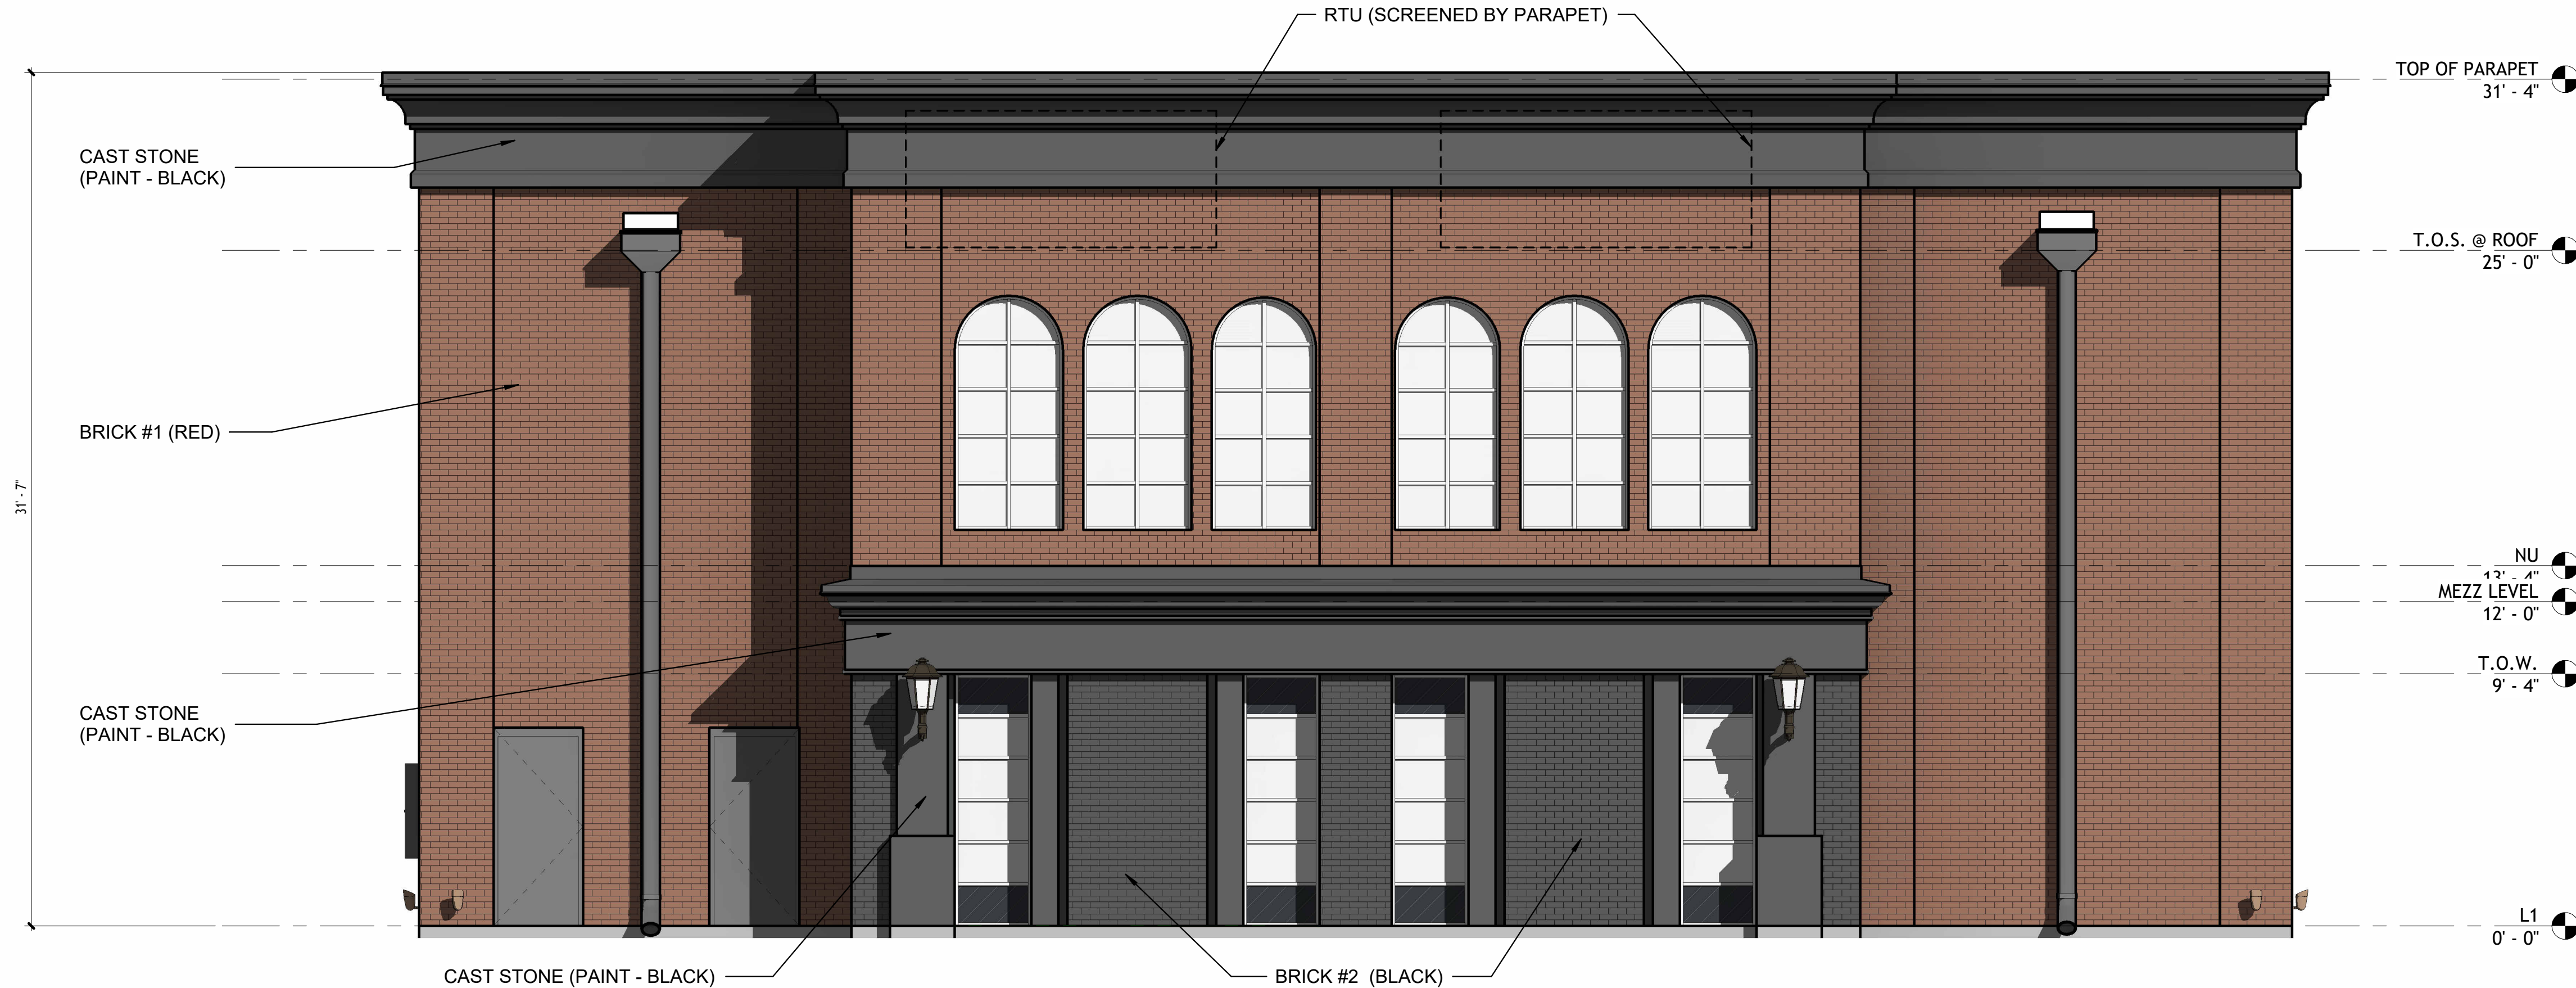 RTU (SCREENED BY PARAPET)
TOP OF PARAPET
31' - 4"
CAST STONE
(PAINT - BLACK)
T.O.S. @ ROOF
25' - 0"
BRICK #1 (RED)
31' - 7"
NU
13' - 4"
MEZZ LEVEL
12' - 0"
T.O.W.
9' - 4"
CAST STONE
(PAINT - BLACK)
L1
0' - 0"
CAST STONE (PAINT - BLACK)
BRICK #2 (BLACK)